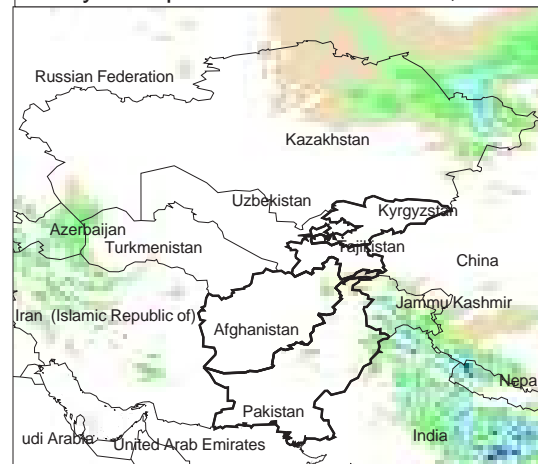 Russian Federation
Kazakhstan
Uzbekistan
Kyrgyzstan
Azerbaijan
Turkmenistan
Tajikistan
China
Jammu/Kashmir
Iran (Islamic Republic of)
Afghanistan
Nepa
Pakistan
udi Arabia
United Arab Emirates
India